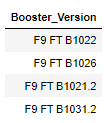 Booster_Version
F9 FT B1022
F9 FT B1026
F9 FT B1021.2
F9 FT B1031.2